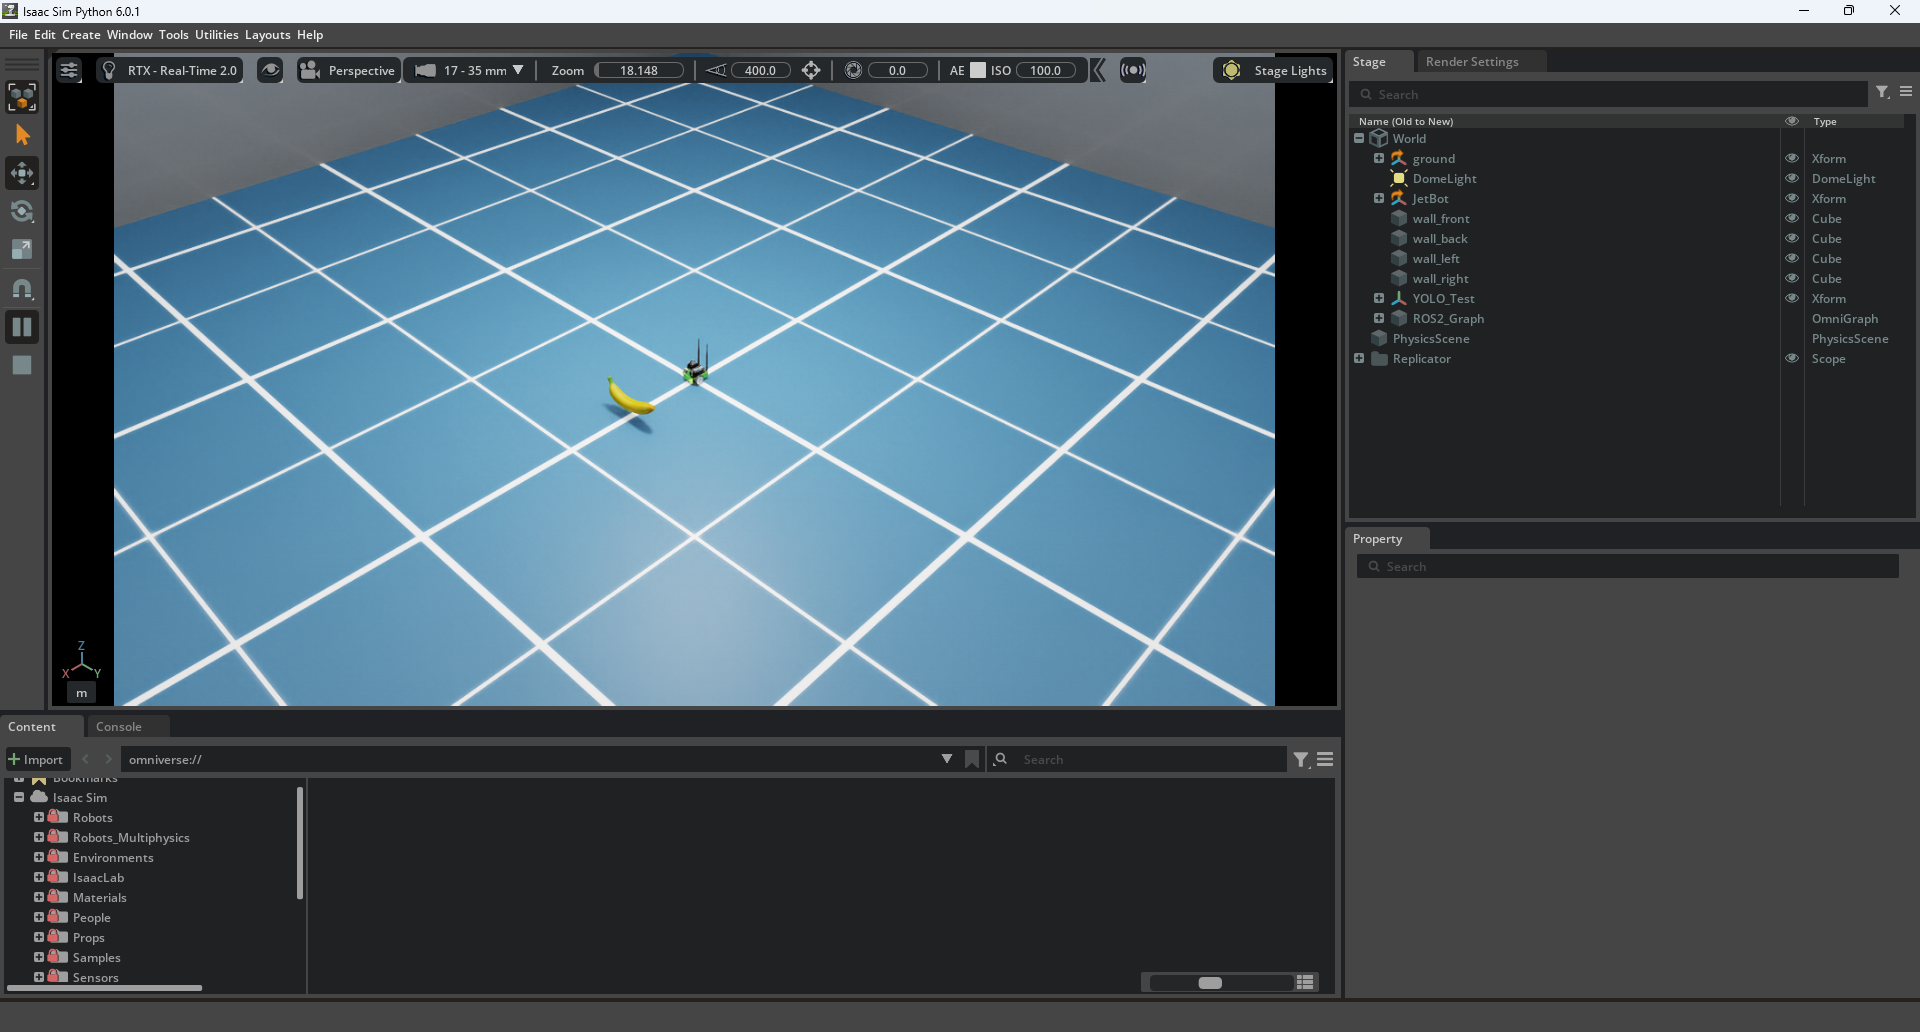 Isaac Sim Python 6.0.1
File Edit Create Window Tools Utilities Layouts Help
RTX - Real-Time 2.0
Perspective
17 - 35 mm
Zoom 18.148
400.0
0.0
AE ISO 100.0
Stage Lights
Z
X Y
m
Stage Render Settings
Search
Name (Old to New) Type
World
ground Xform
DomeLight DomeLight
JetBot Xform
wall_front Cube
wall_back Cube
wall_left Cube
wall_right Cube
YOLO_Test Xform
ROS2_Graph OmniGraph
PhysicsScene PhysicsScene
Replicator Scope
Property
Search
Content Console
Import omniverse:// Search
Bookmarks
Isaac Sim
Robots
Robots_Multiphysics
Environments
IsaacLab
Materials
People
Props
Samples
Sensors